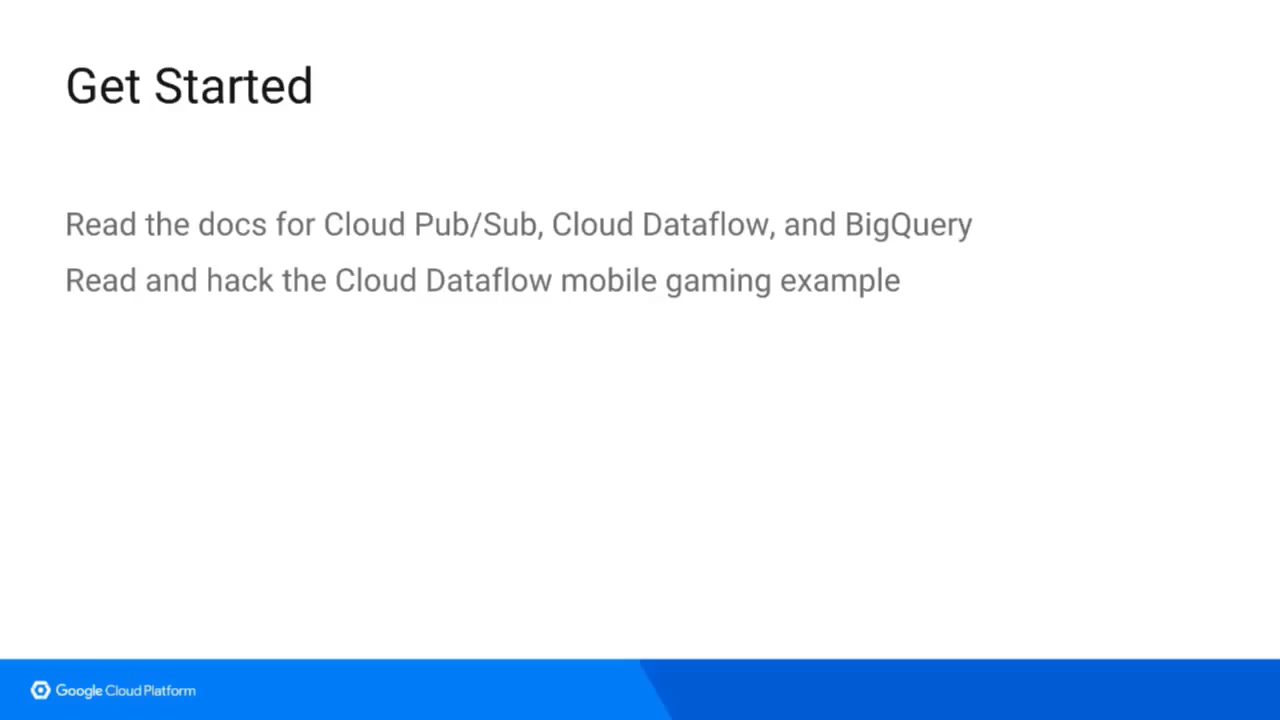 Get Started
Read the docs for Cloud Pub/Sub, Cloud Dataflow, and BigQuery
Read and hack the Cloud Dataflow mobile gaming example
Google Cloud Platform